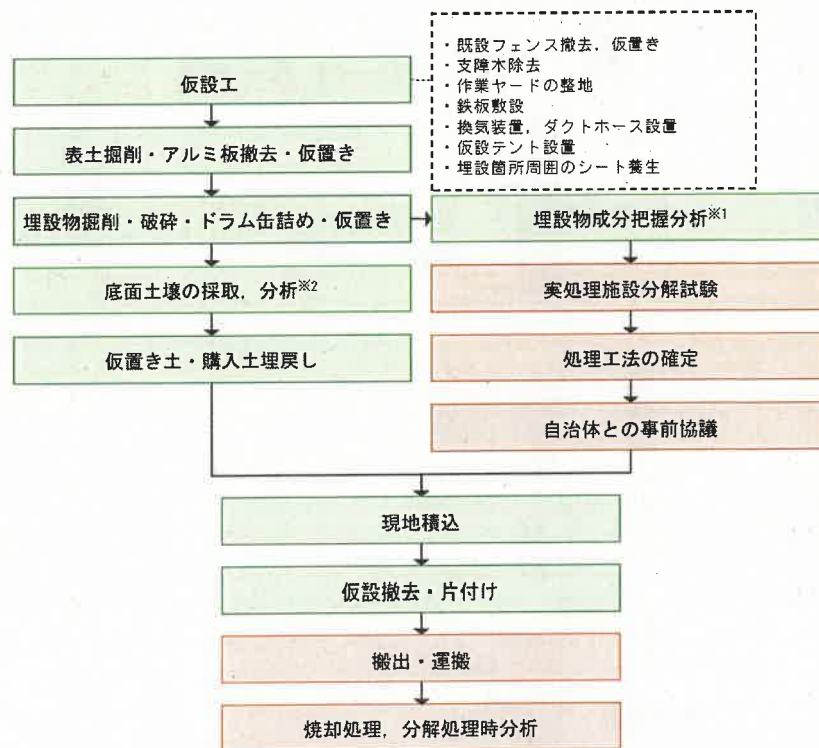 仮設工
・既設フェンス撤去，仮置き
・支障木除去
・作業ヤードの整地
・鉄板敷設
・換気装置，ダクトホース設置
・仮設テント設置
・埋設箇所周囲のシート養生
表土掘削・アルミ板撤去・仮置き
埋設物掘削・破砕・ドラム缶詰め・仮置き
底面土壌の採取，分析※2
仮置き土・購入土埋戻し
埋設物成分把握分析※1
実処理施設分解試験
処理工法の確定
自治体との事前協議
現地積込
仮設撤去・片付け
搬出・運搬
焼却処理，分解処理時分析